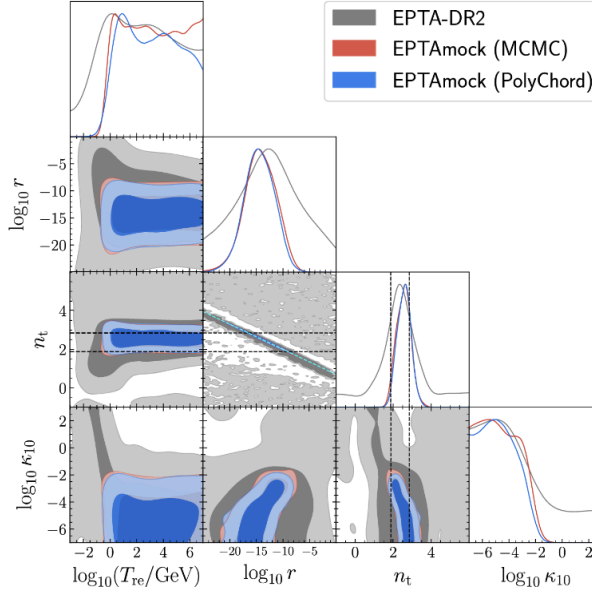 EPTA-DR2
EPTAmock (MCMC)
EPTAmock (PolyChord)
−5
−10
−15
−20
log₁₀ r
4
2
0
nₜ
2
0
−2
−4
−6
log₁₀ κ₁₀
−2 0 2 4 6
−20 −15 −10 −5
0 2 4
−6 −4 −2 0 2
log₁₀(Tᵣₑ/GeV)
log₁₀ r
nₜ
log₁₀ κ₁₀